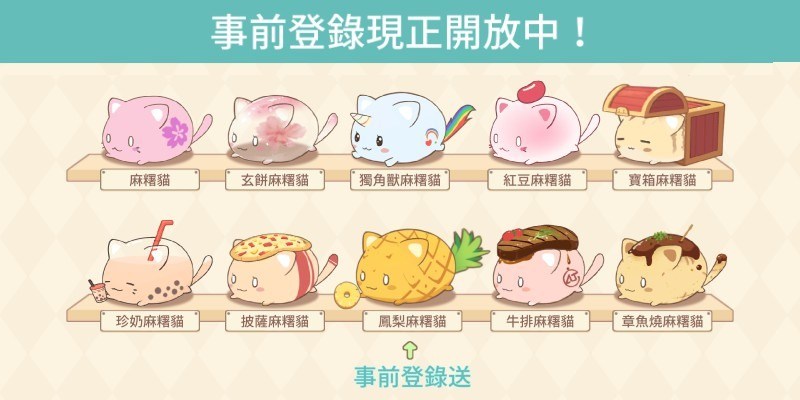 事前登錄現正開放中！
麻糬貓
玄餅麻糬貓
獨角獸麻糬貓
紅豆麻糬貓
寶箱麻糬貓
珍奶麻糬貓
披薩麻糬貓
鳳梨麻糬貓
牛排麻糬貓
章魚燒麻糬貓
事前登錄送